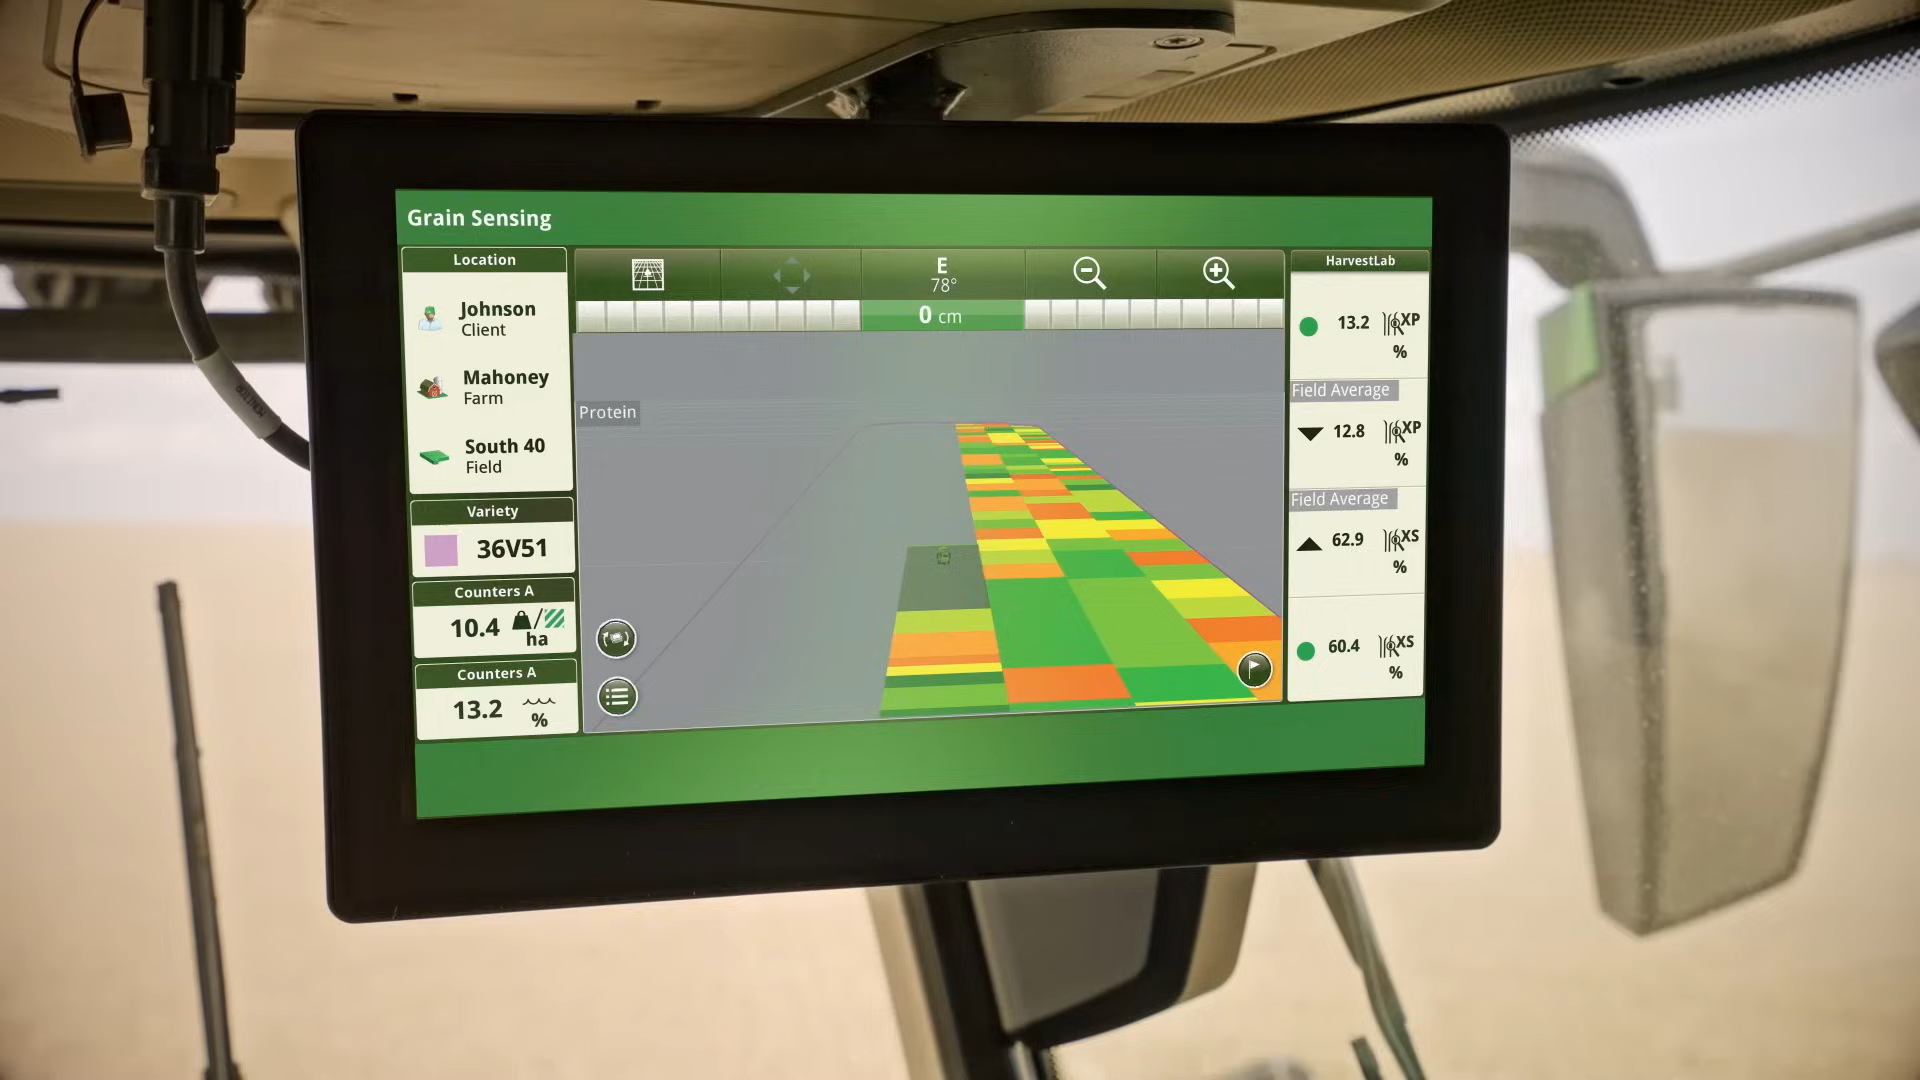 Grain Sensing
Location
Johnson
Client
Mahoney
Farm
South 40
Field
Variety
36V51
Counters A
10.4 /
ha
Counters A
13.2
%
E
78°
0 cm
Protein
HarvestLab
13.2 XP
%
Field Average
12.8 XP
%
Field Average
62.9 XS
%
60.4 XS
%